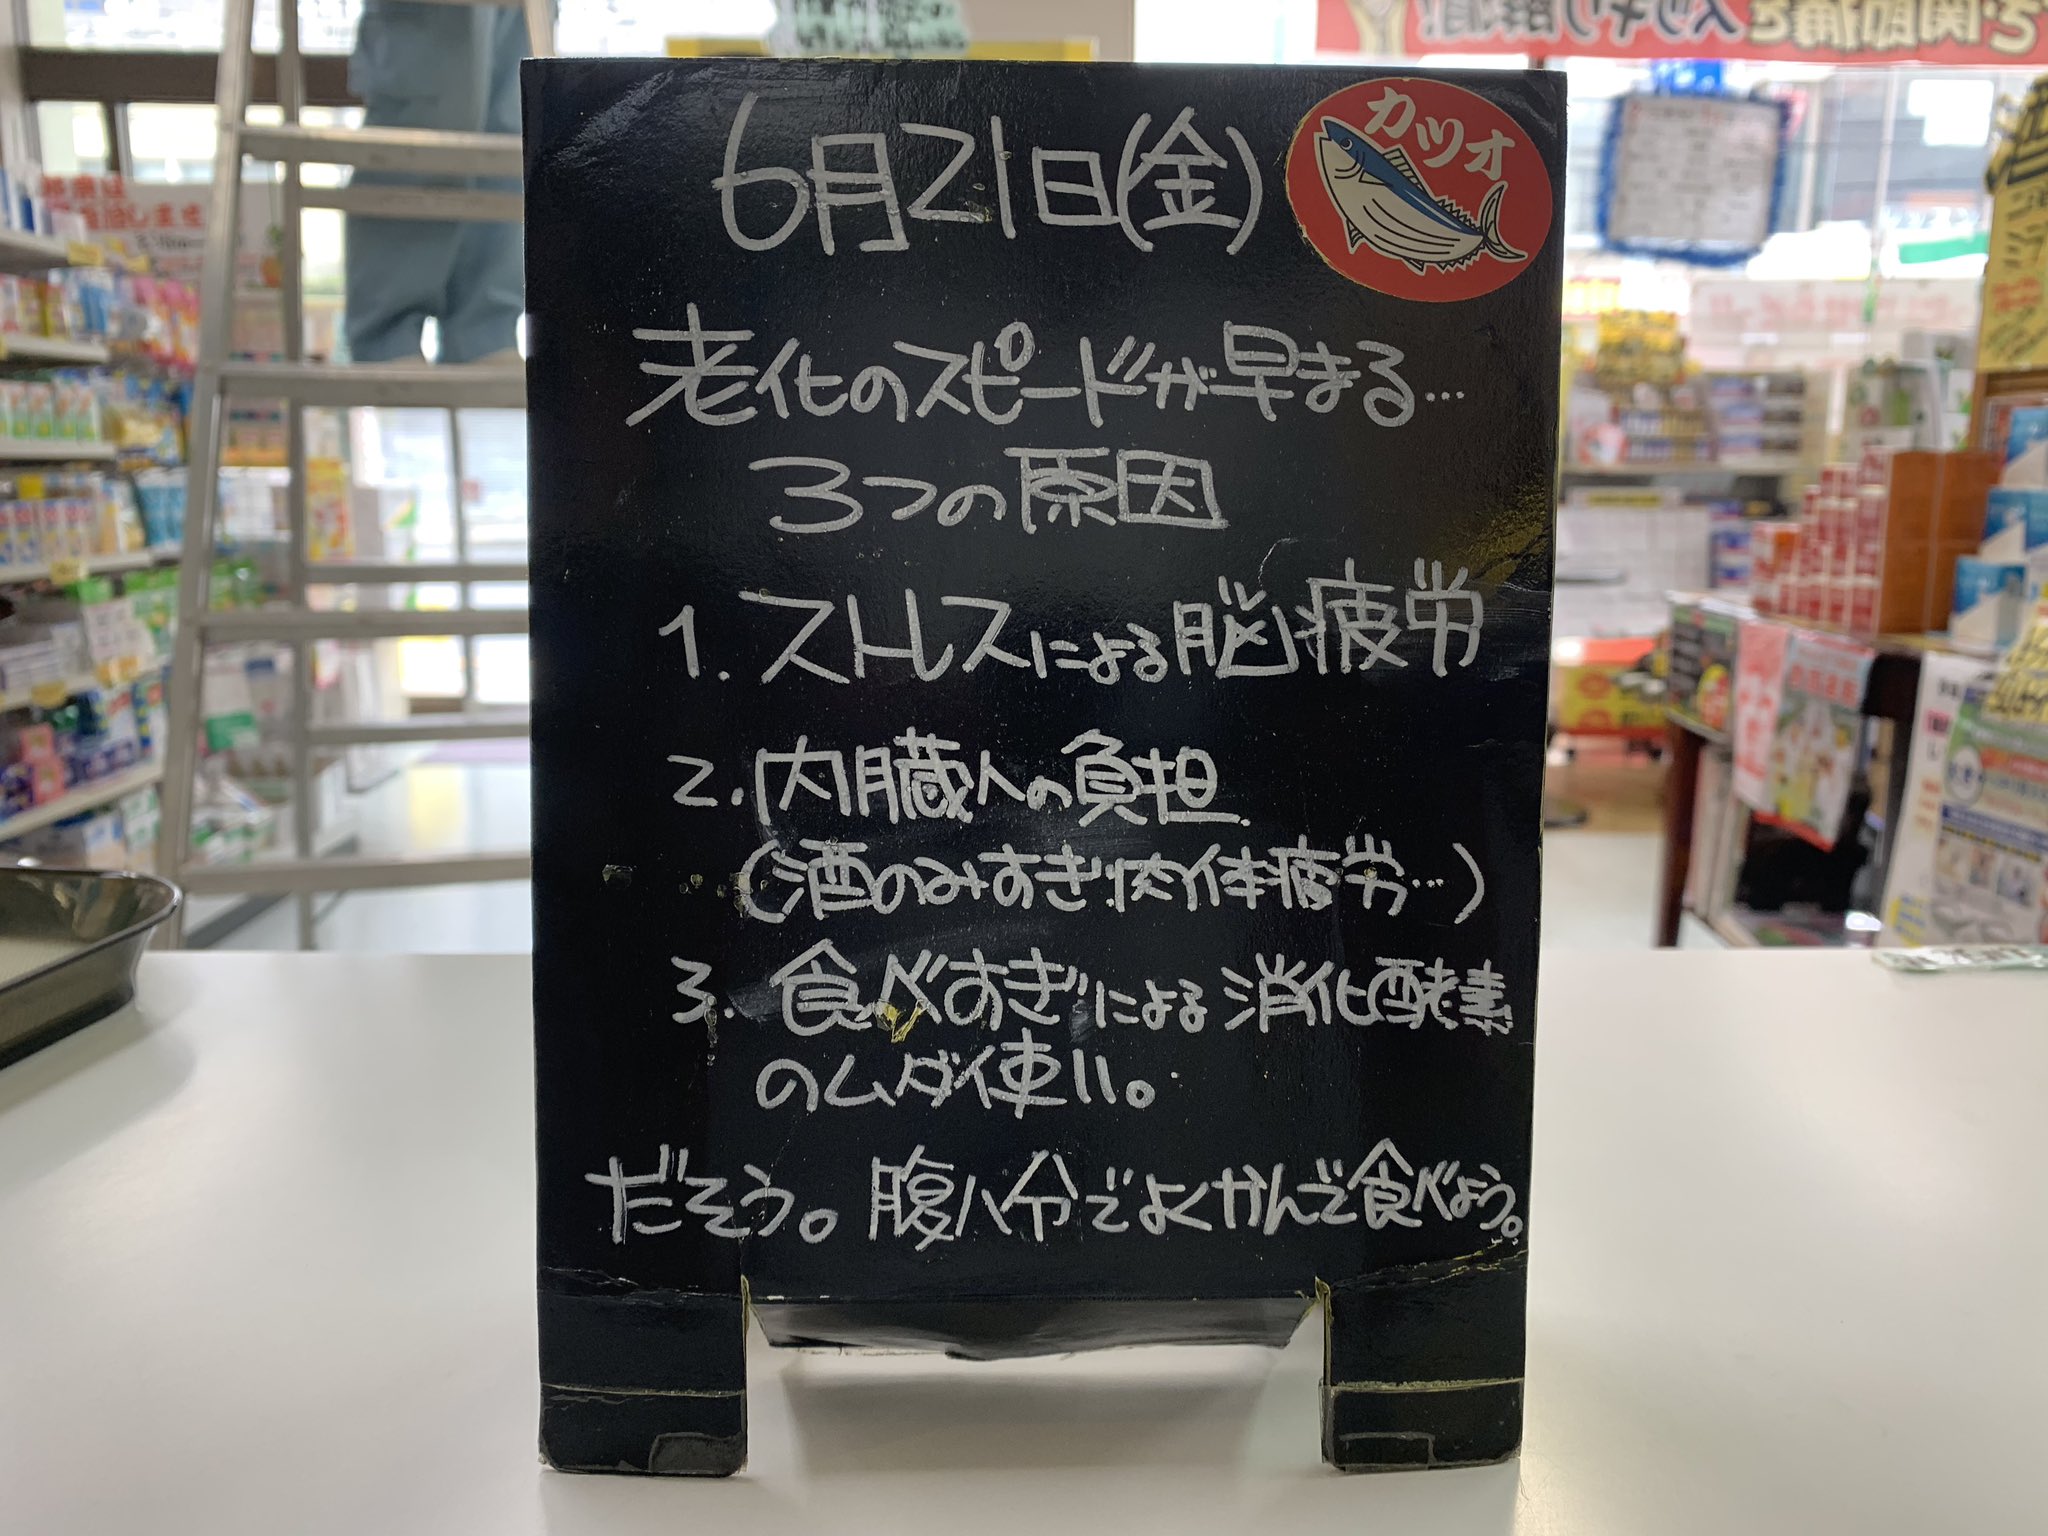 6月21日(金)
カツオ
老化のスピードが早まる…
3つの原因
1. ストレスによる脳疲労
2. 内臓への負担
(酒のみすぎ・肉体疲労…)
3. 食べすぎによる消化酵素
のムダ使い。
だそう。腹八分でよくかんで食べよう。